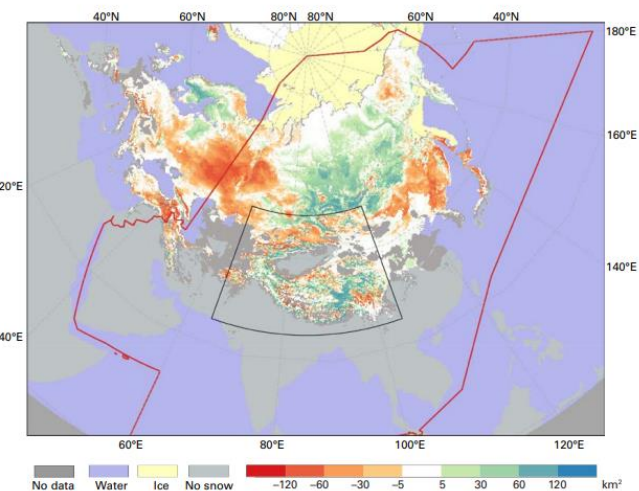 40°N 60°N 80°N 80°N 60°N 40°N
180°E
160°E
20°E
140°E
40°E
60°E 80°E 100°E 120°E
No data Water Ice No snow −120 −60 −30 −5 5 30 60 120 km²